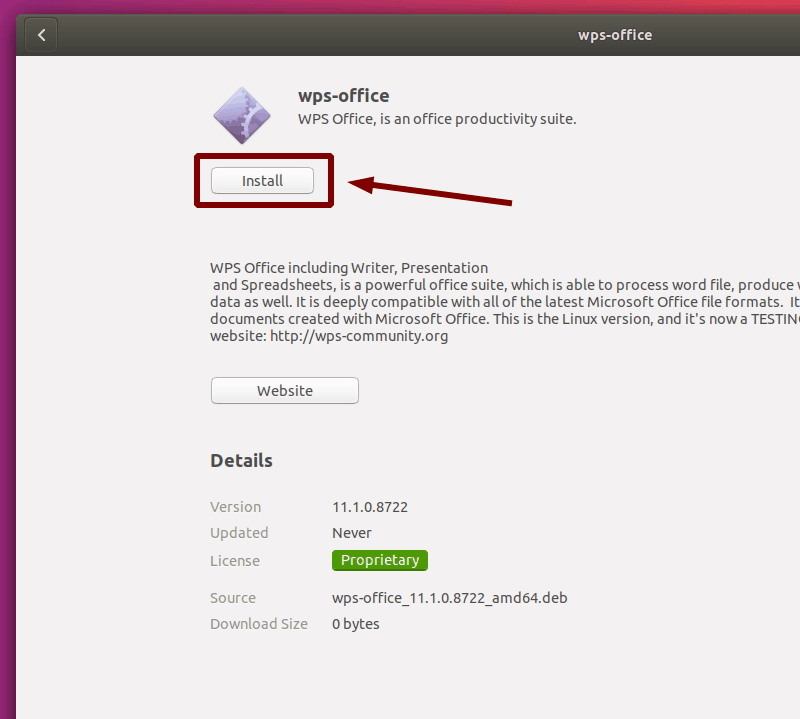 wps-office
wps-office
WPS Office, is an office productivity suite.
Install
WPS Office including Writer, Presentation
and Spreadsheets, is a powerful office suite, which is able to process word file, produce
data as well. It is deeply compatible with all of the latest Microsoft Office file formats. It
documents created with Microsoft Office. This is the Linux version, and it's now a TESTING
website: http://wps-community.org
Website
Details
Version 11.1.0.8722
Updated Never
License Proprietary
Source wps-office_11.1.0.8722_amd64.deb
Download Size 0 bytes